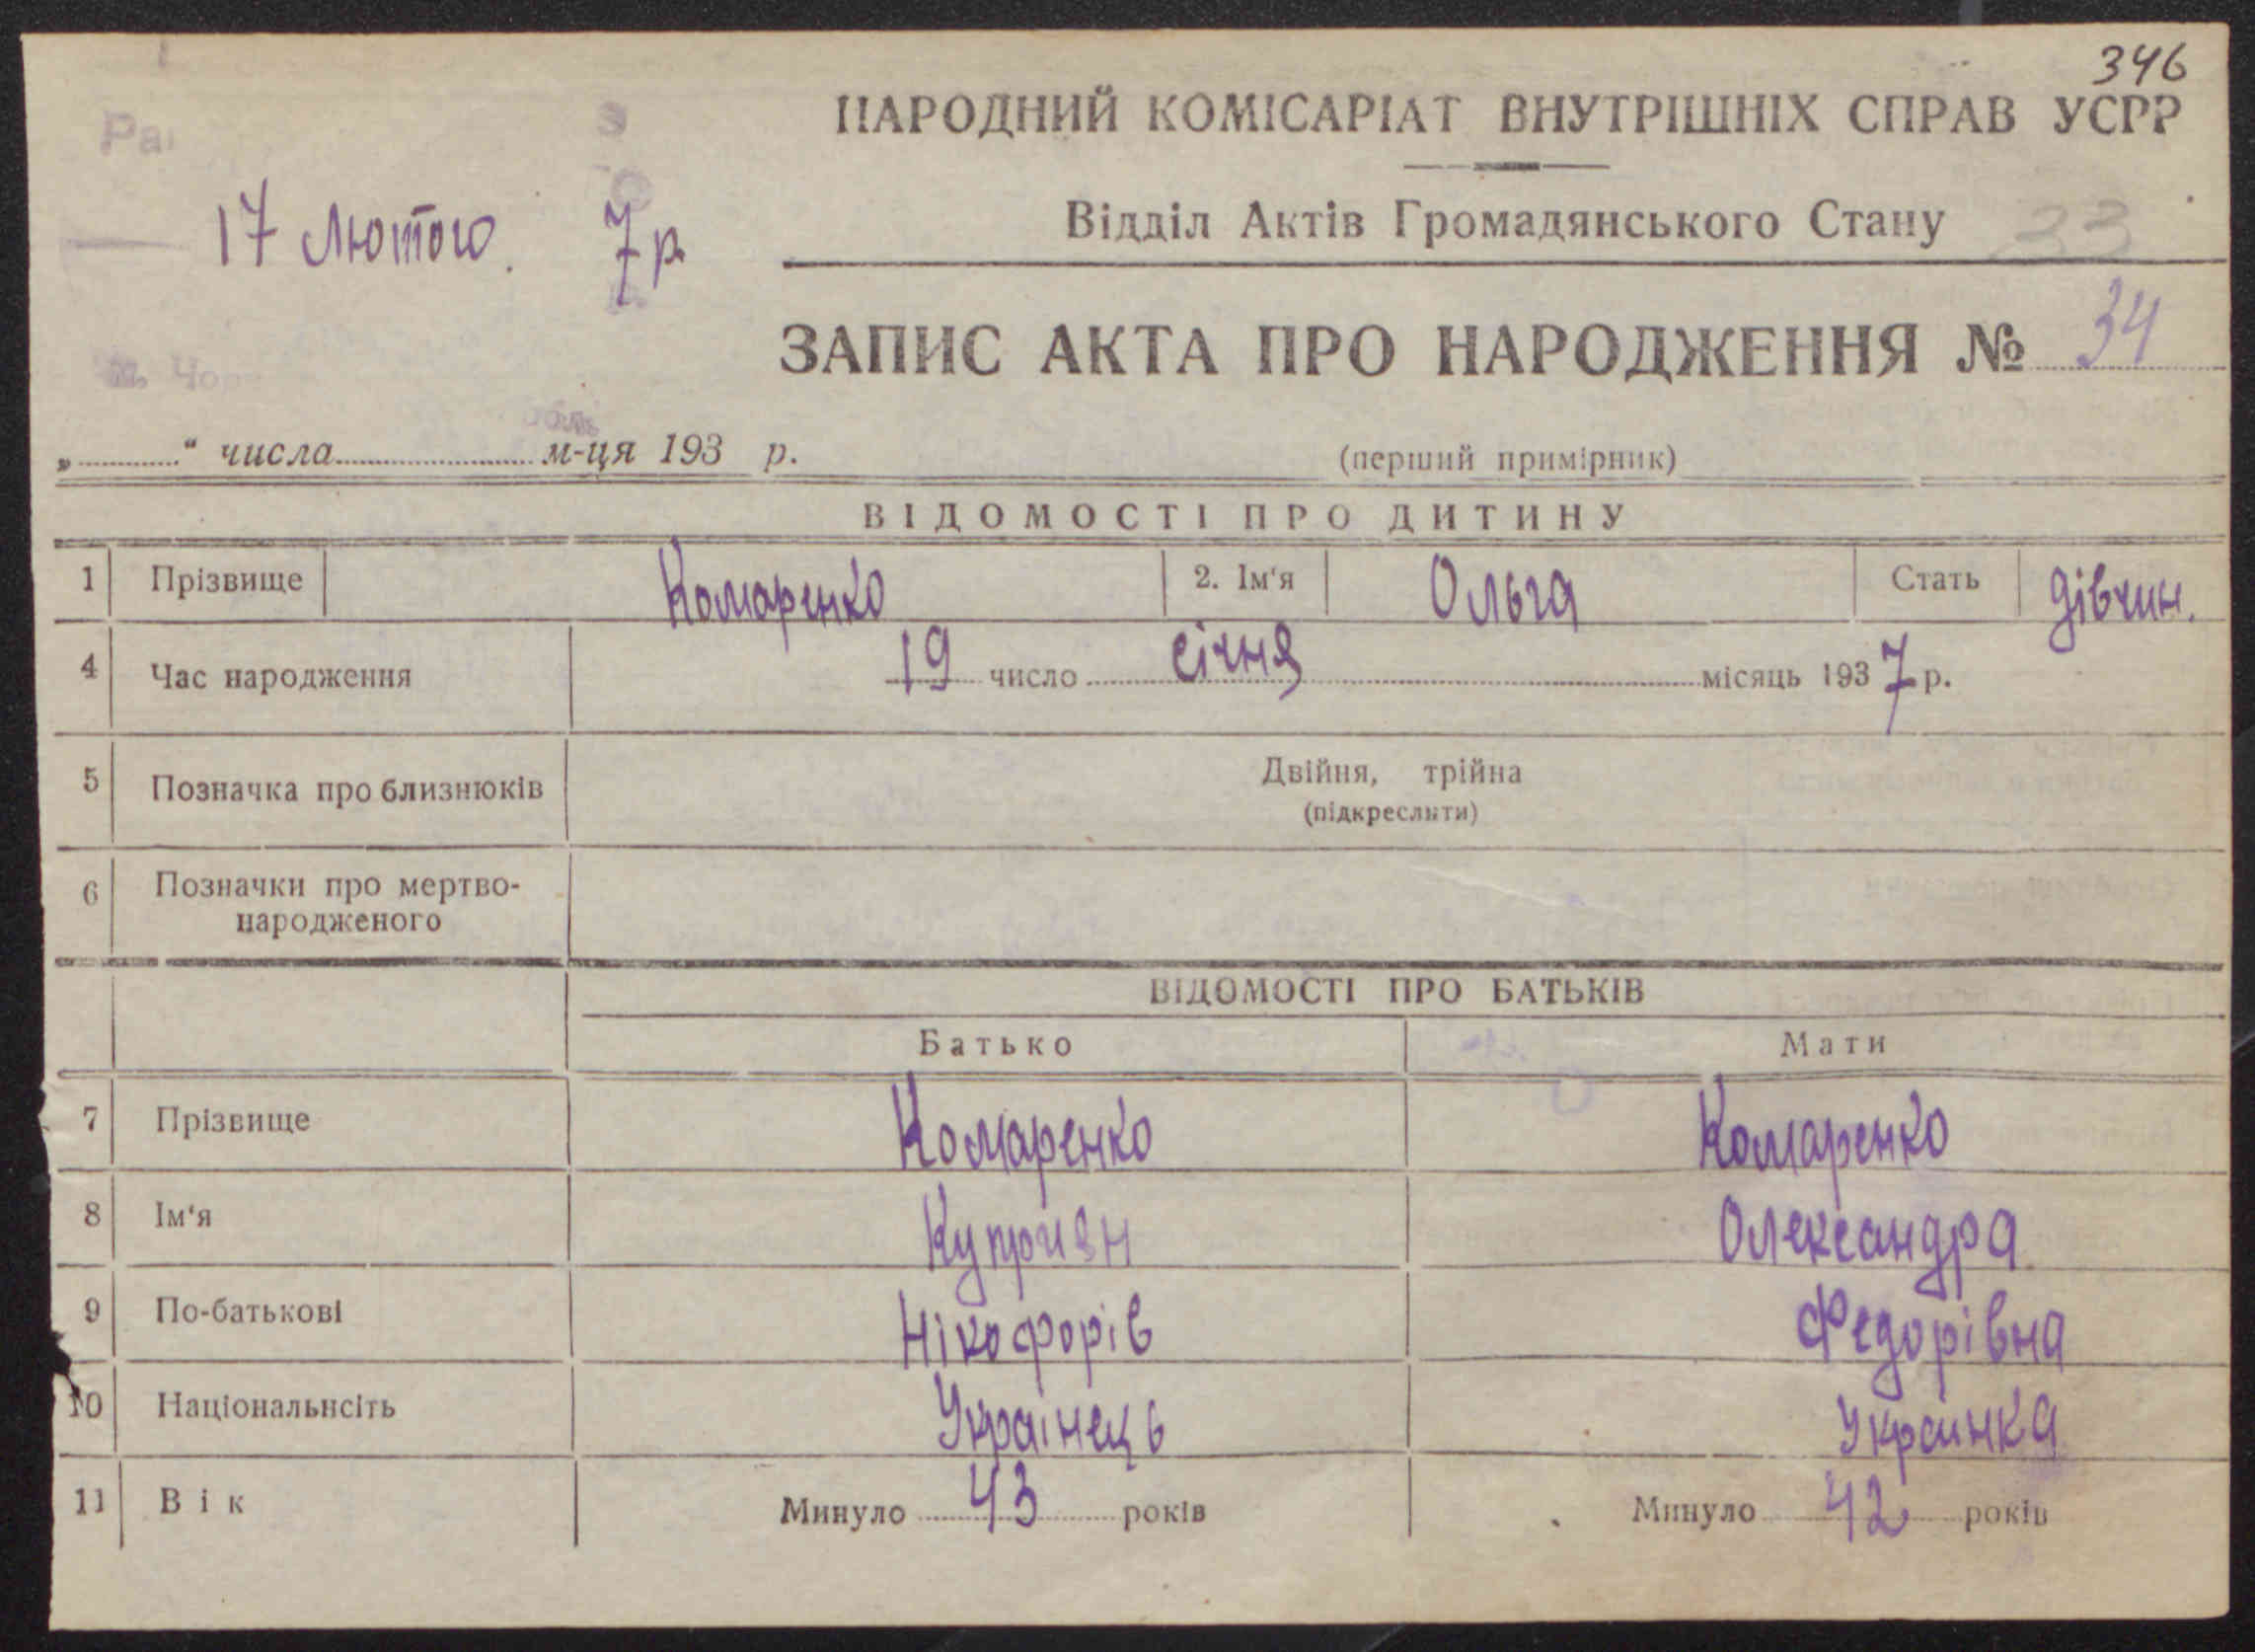 346
НАРОДНИЙ КОМІСАРІАТ ВНУТРІШНІХ СПРАВ УСРР
17 Лютого 7 р
Відділ Актів Громадянського Стану
33
ЗАПИС АКТА ПРО НАРОДЖЕННЯ № 34
„ “ числа м-ця 193 р.
(перший примірник)
ВІДОМОСТІ ПРО ДИТИНУ
1 Прізвище Комаренко 2. Ім‘я Ольга Стать дівчин.
4 Час народження 19 число січня місяць 1937 р.
5 Позначка про близнюків Двійня, трійна
(підкреслити)
6 Позначки про мертво-
народженого
ВІДОМОСТІ ПРО БАТЬКІВ
Батько Мати
7 Прізвище Комаренко Комаренко
8 Ім‘я Куприян Олександра
9 По-батькові Нікофорів Федорівна
10 Національнсіть Украінець Украинка
11 Вік Минуло 43 років Минуло 42 років